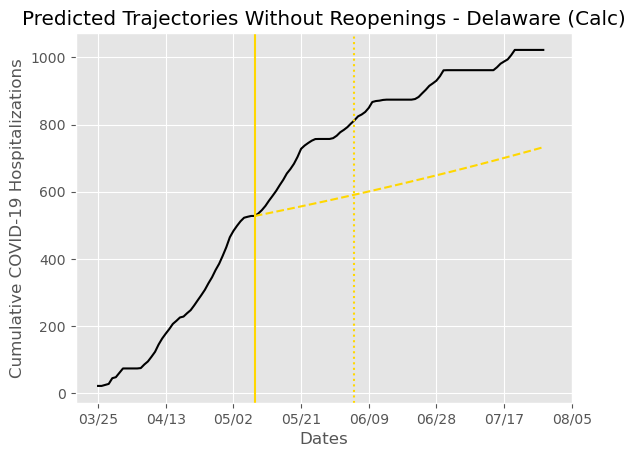 Predicted Trajectories Without Reopenings - Delaware (Calc)
Cumulative COVID-19 Hospitalizations
1000
800
600
400
200
0
03/25 04/13 05/02 05/21 06/09 06/28 07/17 08/05
Dates